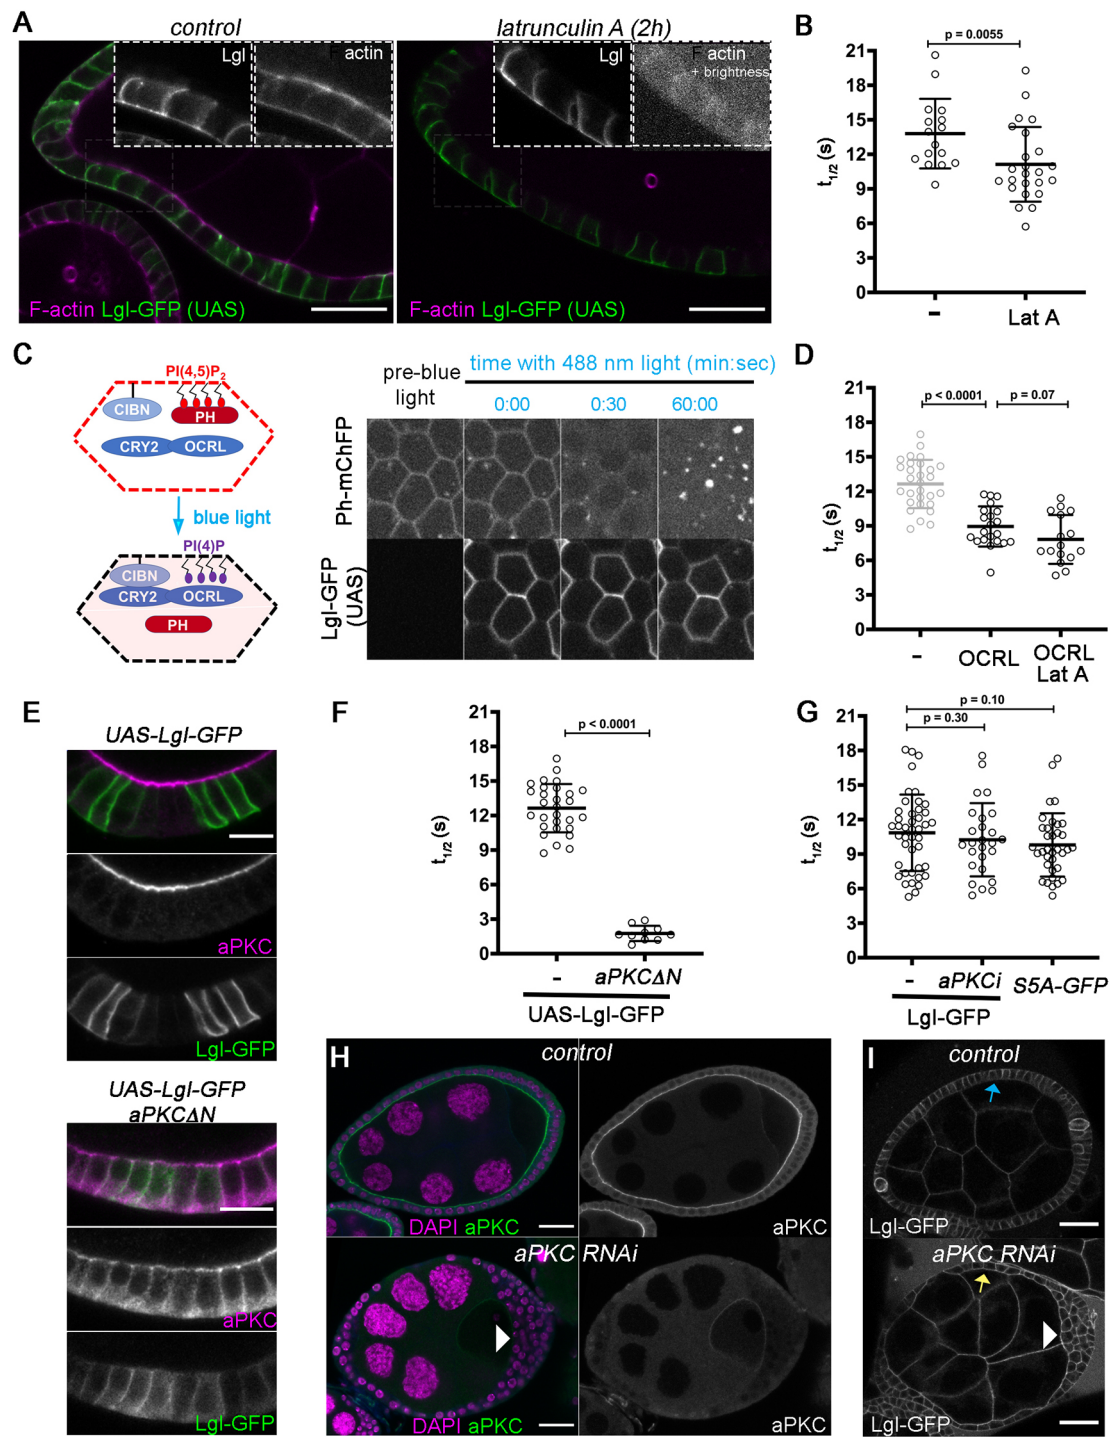 A
control
latrunculin A (2h)
Lgl
F actin
Lgl
F actin
+ brightness
F-actin Lgl-GFP (UAS)
F-actin Lgl-GFP (UAS)
B
p = 0.0055
21
18
15
12
9
6
3
0
t1/2 (s)
-
Lat A
C
PI(4,5)P2
CIBN
PH
CRY2
OCRL
blue light
PI(4)P
CIBN
CRY2
OCRL
PH
pre-blue
light
time with 488 nm light (min:sec)
0:00
0:30
60:00
Ph-mChFP
Lgl-GFP
(UAS)
D
p < 0.0001
p = 0.07
21
18
15
12
9
6
3
0
t1/2 (s)
-
OCRL
OCRL
Lat A
E
UAS-Lgl-GFP
aPKC
Lgl-GFP
UAS-Lgl-GFP
aPKCΔN
aPKC
Lgl-GFP
F
p < 0.0001
21
18
15
12
9
6
3
0
t1/2 (s)
-
aPKCΔN
UAS-Lgl-GFP
G
p = 0.10
p = 0.30
21
18
15
12
9
6
3
0
t1/2 (s)
-
aPKCi
S5A-GFP
Lgl-GFP
H
control
DAPI aPKC
aPKC
aPKC RNAi
DAPI aPKC
aPKC
I
control
Lgl-GFP
aPKC RNAi
Lgl-GFP